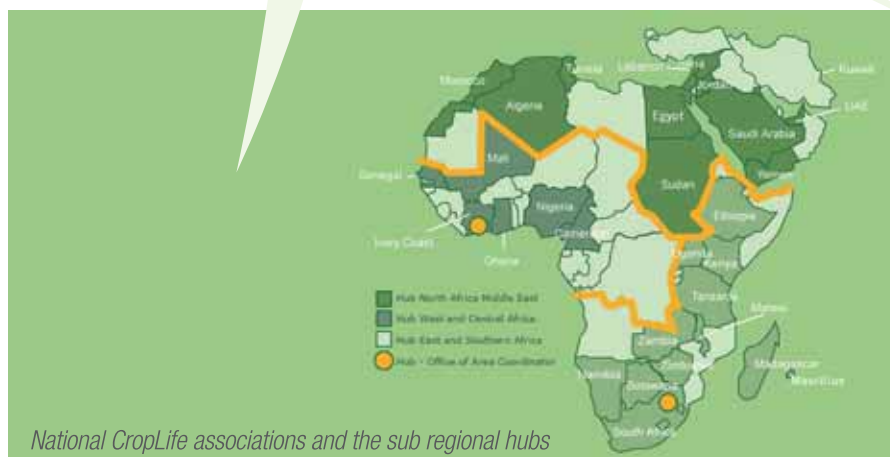 Tunisia
Lebanon
Kuwait
Morocco
Jordan
Algeria
Egypt
UAE
Saudi Arabia
Mali
Yemen
Senegal
Sudan
Nigeria
Ethiopia
Ivory Coast
Cameroon
Ghana
Uganda
Kenya
Tanzania
Malawi
Hub North Africa Middle East
Hub West and Central Africa
Hub East and Southern Africa
Hub - Office of Area Coordinator
Zambia
Madagascar
Mauritius
Namibia
Botswana
South Africa
National CropLife associations and the sub regional hubs